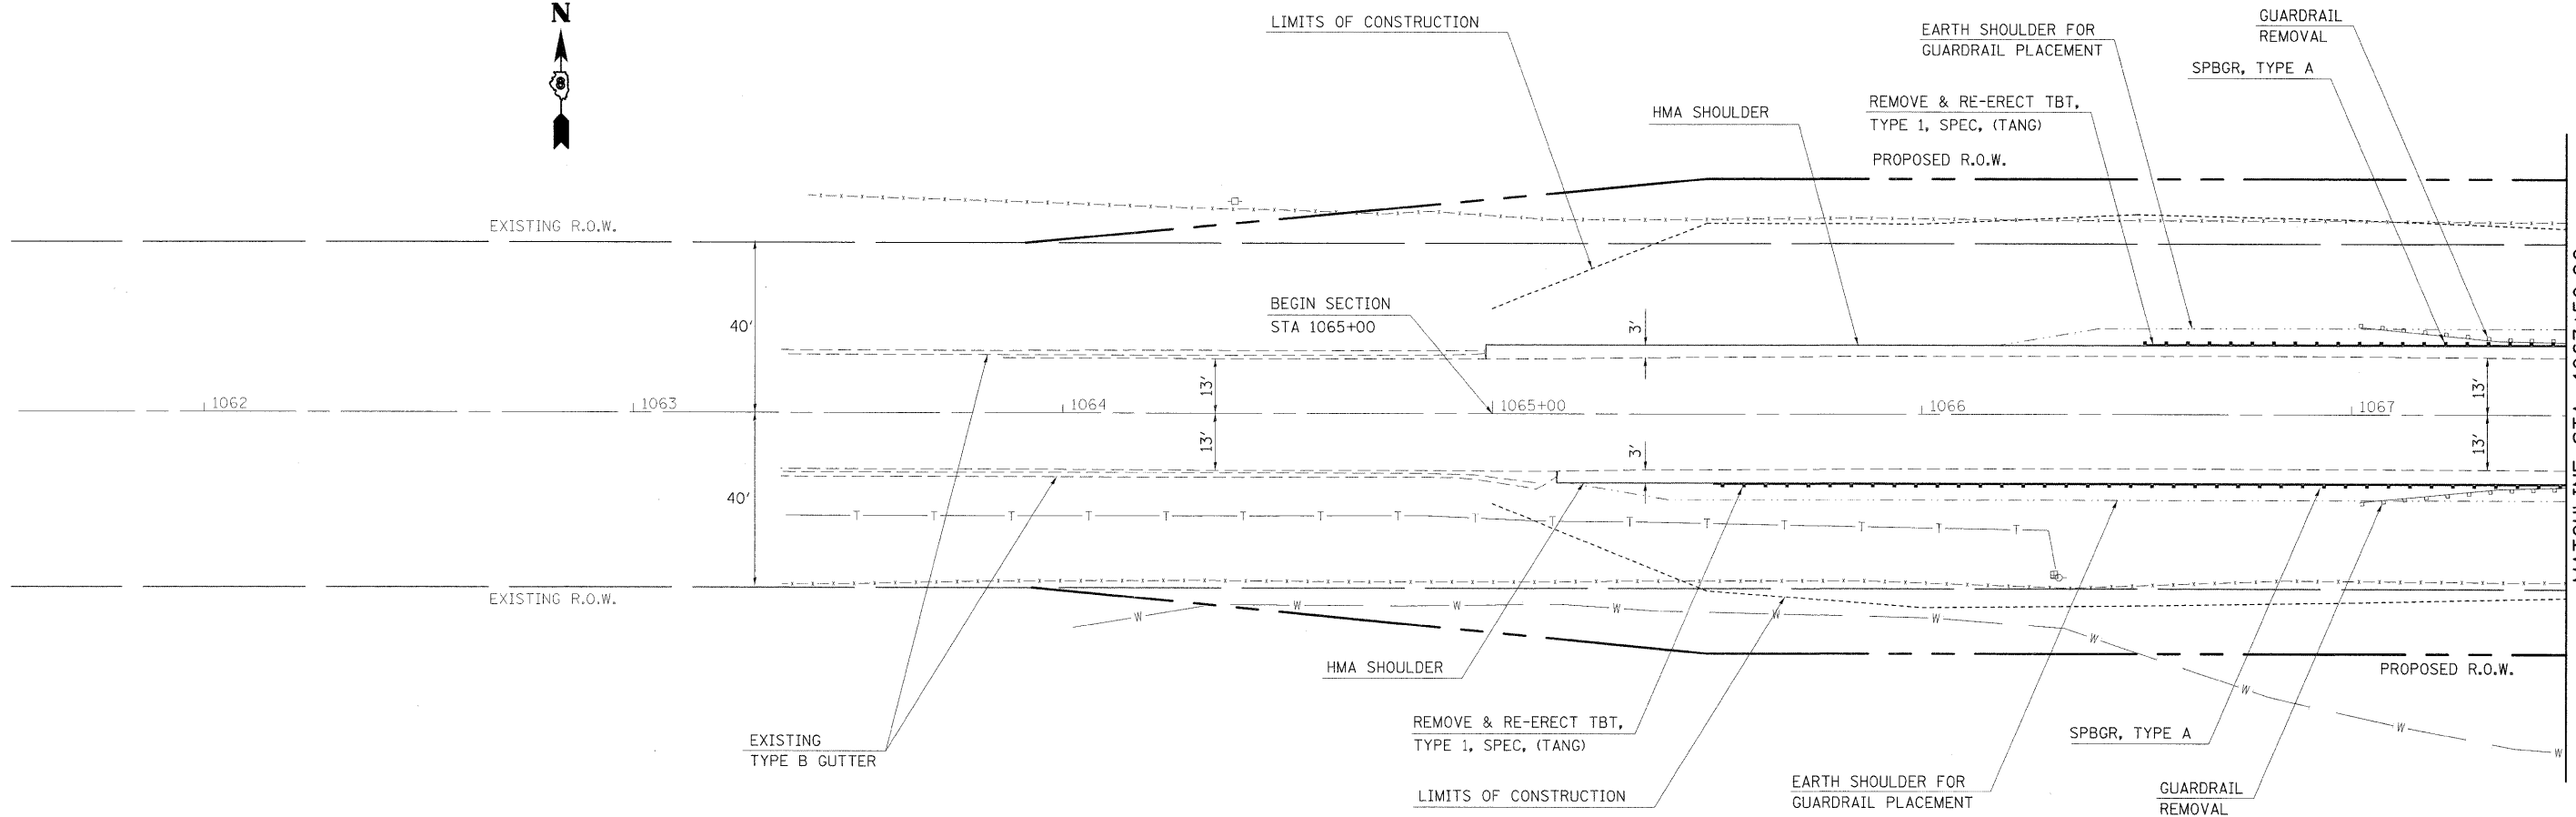 N
8
LIMITS OF CONSTRUCTION
GUARDRAIL
REMOVAL
EARTH SHOULDER FOR
GUARDRAIL PLACEMENT
SPBGR, TYPE A
REMOVE & RE-ERECT TBT,
TYPE 1, SPEC, (TANG)
HMA SHOULDER
PROPOSED R.O.W.
EXISTING R.O.W.
BEGIN SECTION
STA 1065+00
40'
3'
13'
13'
1062
1063
1064
1065+00
1066
1067
13'
13'
3'
40'
T T T T T T T T T T T T T T T T
EXISTING R.O.W.
W W W W W W W W W W
HMA SHOULDER
PROPOSED R.O.W.
REMOVE & RE-ERECT TBT,
TYPE 1, SPEC, (TANG)
SPBGR, TYPE A
EXISTING
TYPE B GUTTER
LIMITS OF CONSTRUCTION
EARTH SHOULDER FOR
GUARDRAIL PLACEMENT
GUARDRAIL
REMOVAL